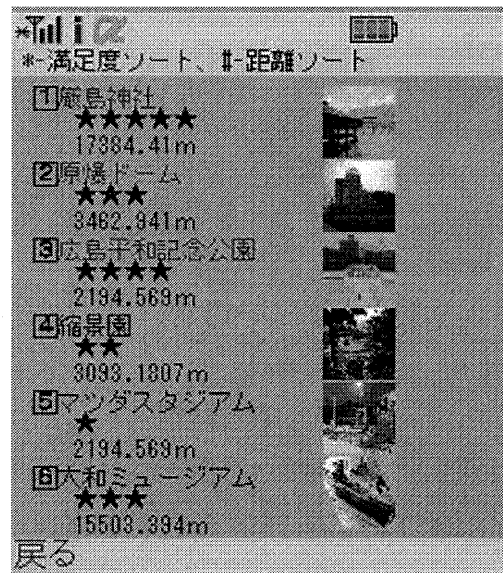 *-満足度ソート、#-距離ソート
1厳島神社
★★★★★
17384.41m
2原爆ドーム
★★★
3462.941m
3広島平和記念公園
★★★★
2194.569m
4縮景園
★★
3093.1807m
5マツダスタジアム
★
2194.569m
6大和ミュージアム
★★★
15503.394m
戻る